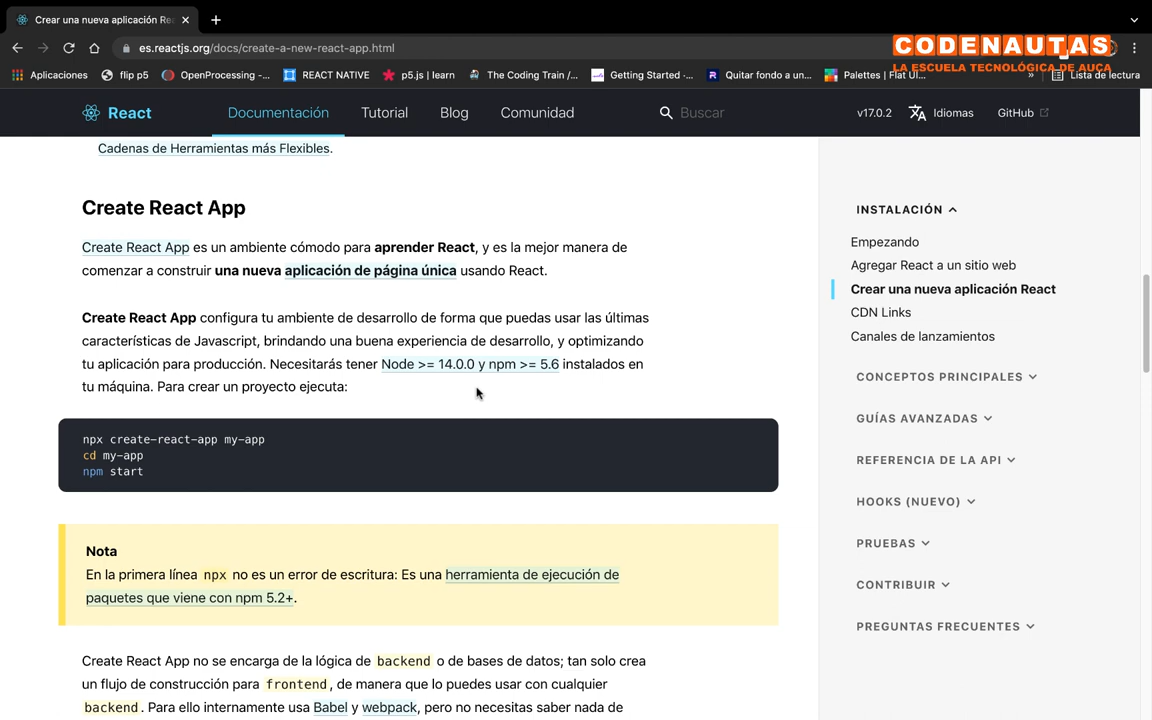 Crear una nueva aplicación Re
es.reactjs.org/docs/create-a-new-react-app.html
CODENAUTAS
LA ESCUELA TECNOLÓGICA DE AUCA
Aplicaciones flip p5 OpenProcessing -... REACT NATIVE p5.js | learn The Coding Train /... Getting Started ·... Quitar fondo a un... Palettes | Flat UI... » Lista de lectura
React Documentación Tutorial Blog Comunidad Buscar v17.0.2 Idiomas GitHub
Cadenas de Herramientas más Flexibles.
Create React App
Create React App es un ambiente cómodo para aprender React, y es la mejor manera de
comenzar a construir una nueva aplicación de página única usando React.
Create React App configura tu ambiente de desarrollo de forma que puedas usar las últimas
características de Javascript, brindando una buena experiencia de desarrollo, y optimizando
tu aplicación para producción. Necesitarás tener Node >= 14.0.0 y npm >= 5.6 instalados en
tu máquina. Para crear un proyecto ejecuta:
npx create-react-app my-app
cd my-app
npm start
Nota
En la primera línea npx no es un error de escritura: Es una herramienta de ejecución de
paquetes que viene con npm 5.2+.
Create React App no se encarga de la lógica de backend o de bases de datos; tan solo crea
un flujo de construcción para frontend, de manera que lo puedes usar con cualquier
backend. Para ello internamente usa Babel y webpack, pero no necesitas saber nada de
INSTALACIÓN
Empezando
Agregar React a un sitio web
Crear una nueva aplicación React
CDN Links
Canales de lanzamientos
CONCEPTOS PRINCIPALES
GUÍAS AVANZADAS
REFERENCIA DE LA API
HOOKS (NUEVO)
PRUEBAS
CONTRIBUIR
PREGUNTAS FRECUENTES